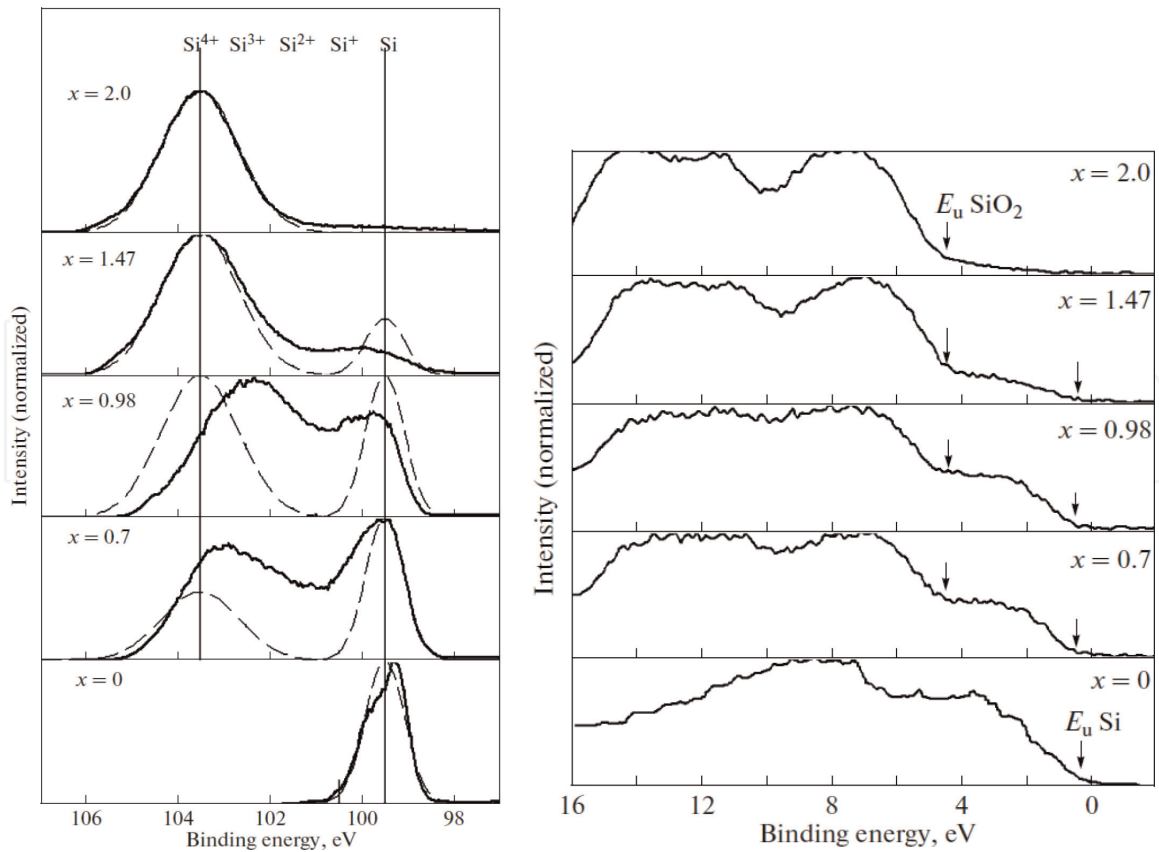 Si⁴⁺ Si³⁺ Si²⁺ Si⁺ Si
x = 2.0
x = 1.47
x = 0.98
x = 0.7
x = 0
Intensity (normalized)
106 104 102 100 98
Binding energy, eV
x = 2.0
Eᵤ SiO₂
x = 1.47
x = 0.98
x = 0.7
x = 0
Eᵤ Si
Intensity (normalized)
16 12 8 4 0
Binding energy, eV